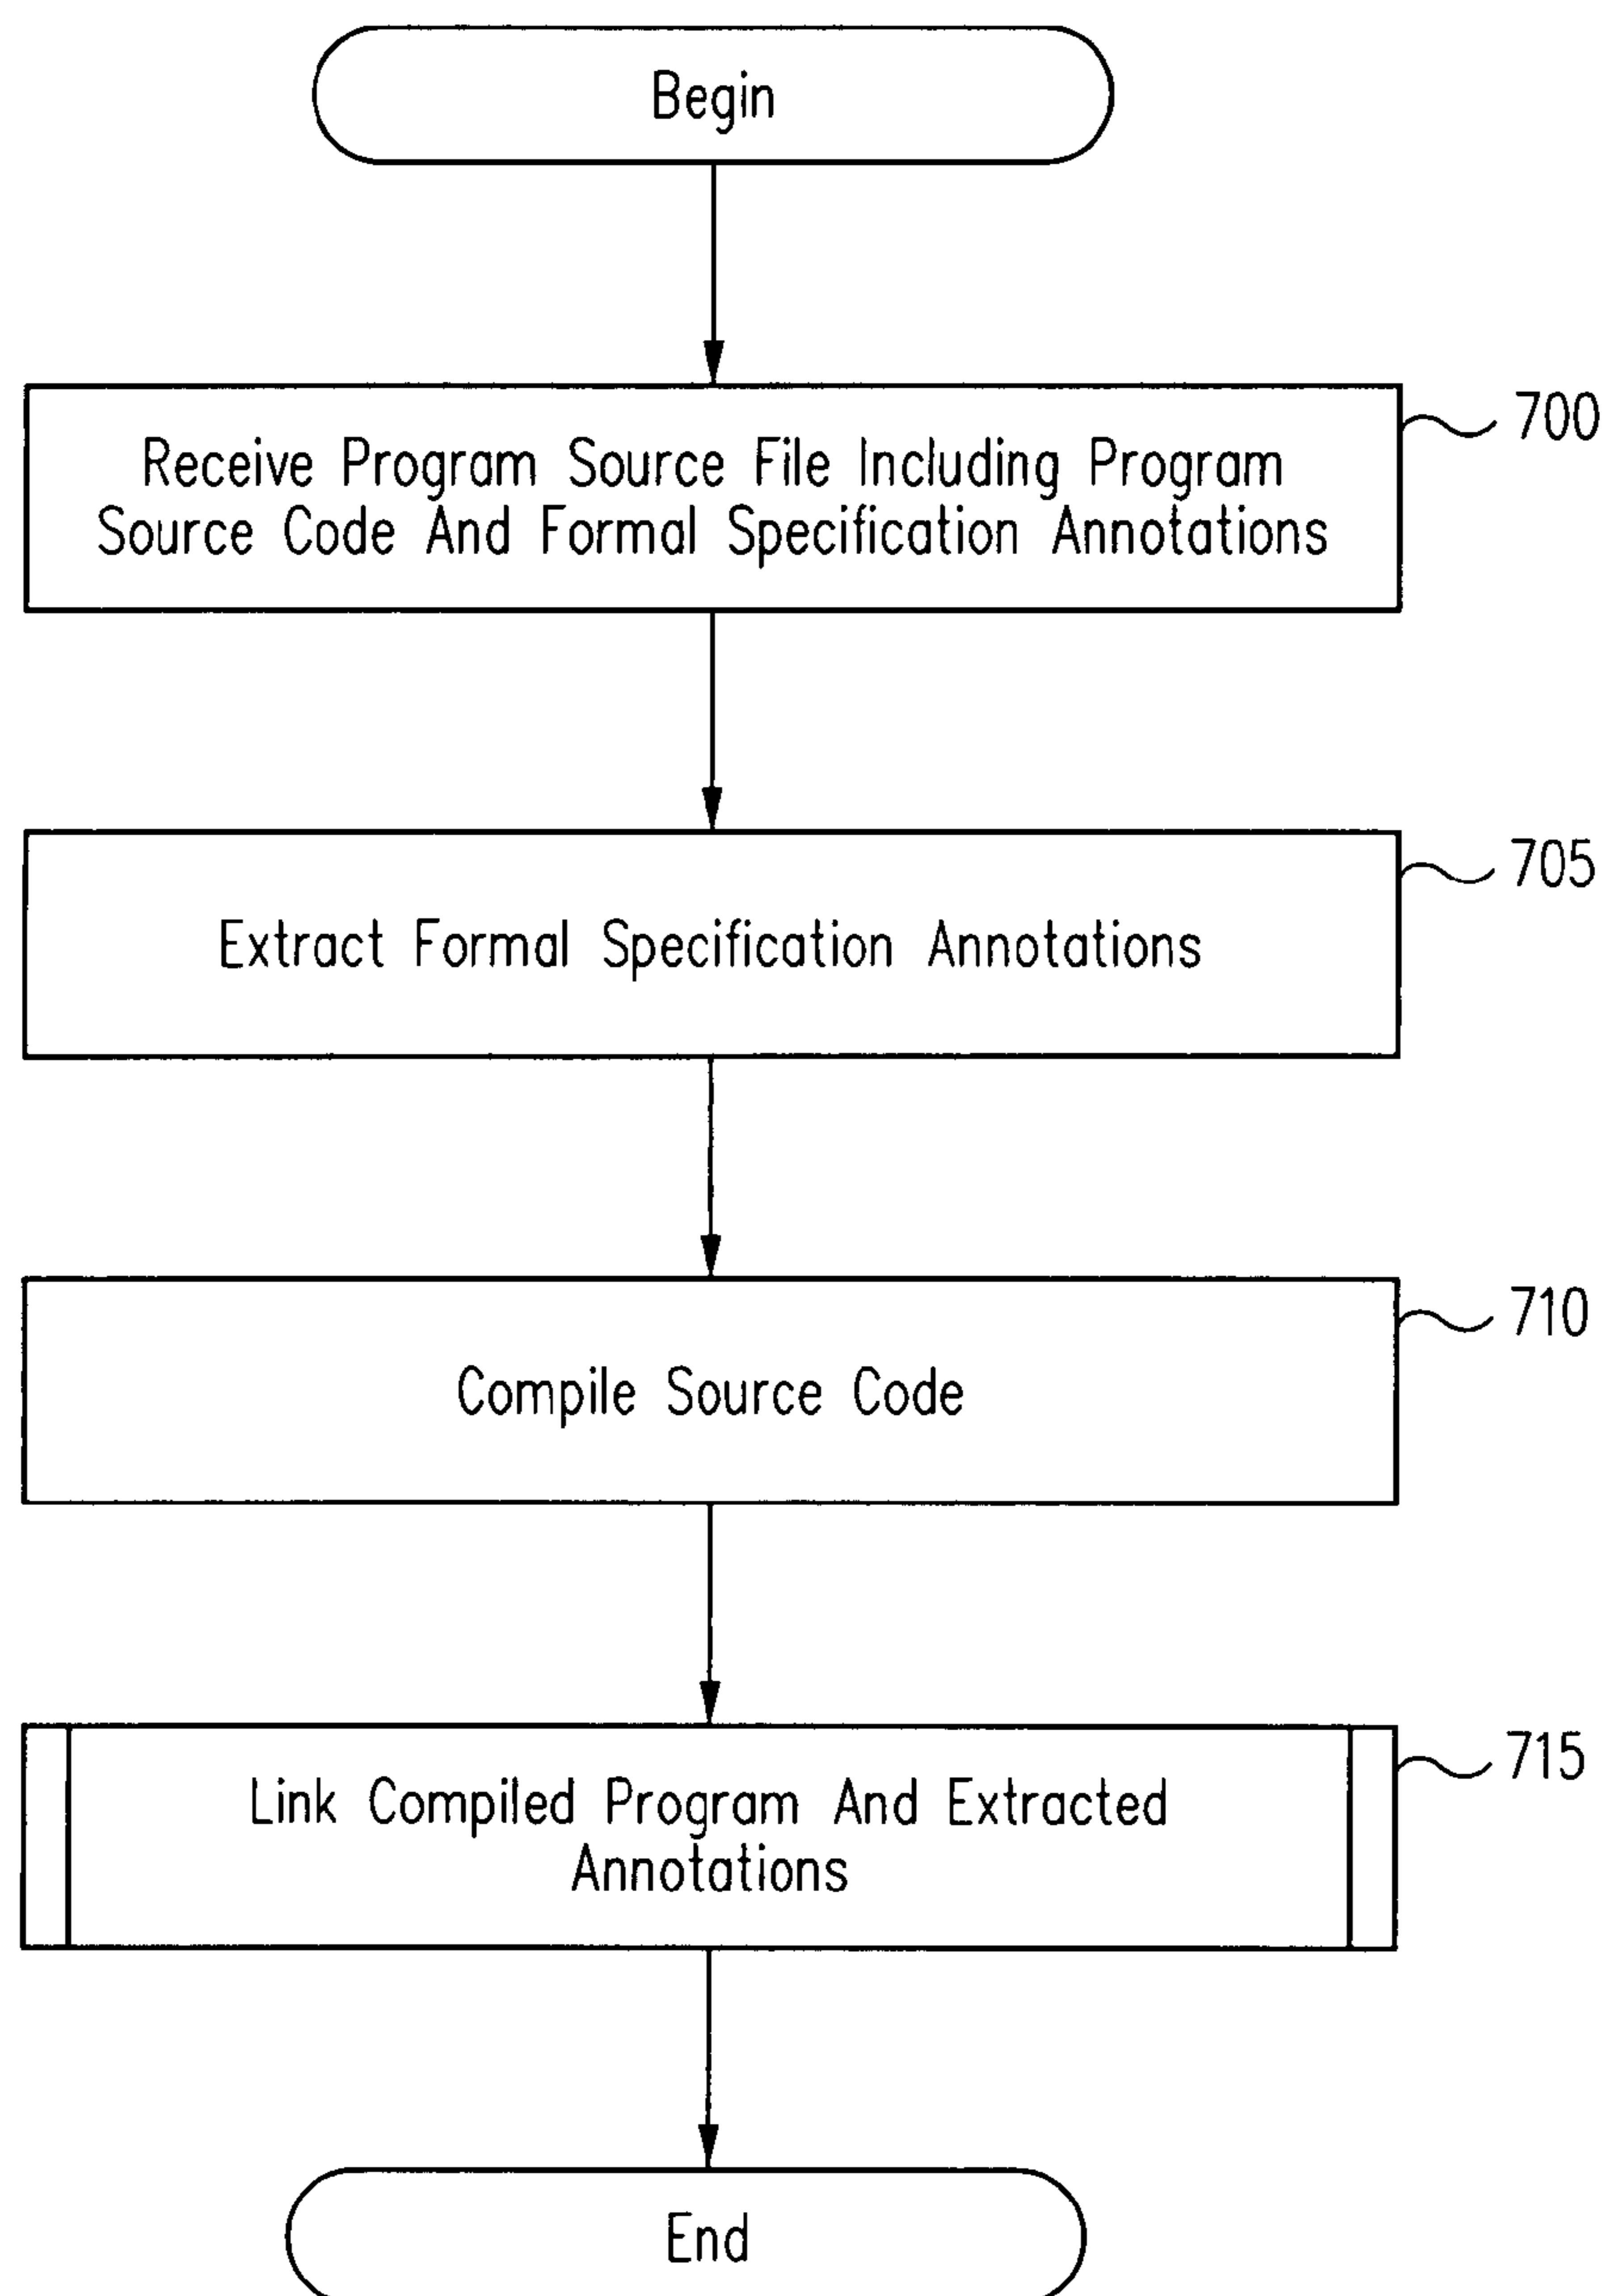 Begin
700
Receive Program Source File Including Program
Source Code And Formal Specification Annotations
705
Extract Formal Specification Annotations
710
Compile Source Code
715
Link Compiled Program And Extracted
Annotations
End